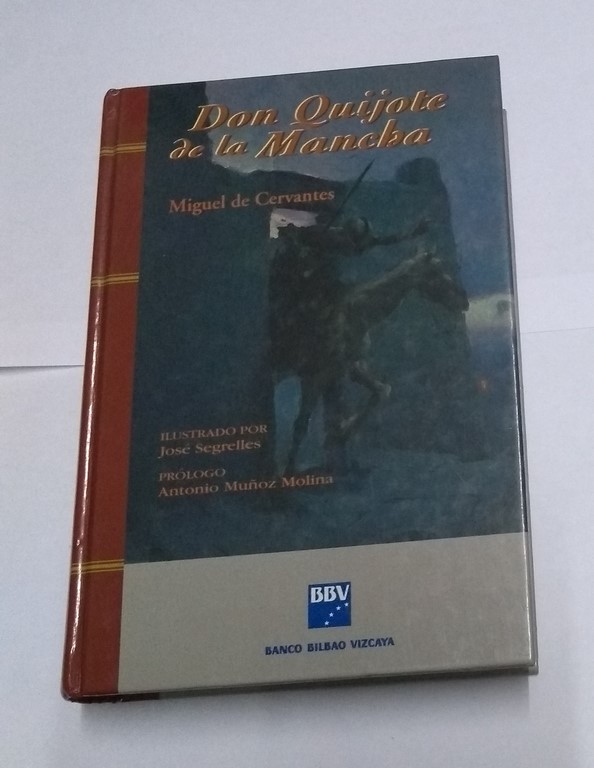 Don Quijote
de la Mancha
Miguel de Cervantes
ILUSTRADO POR
José Segrelles
PRÓLOGO
Antonio Muñoz Molina
BBV
BANCO BILBAO VIZCAYA